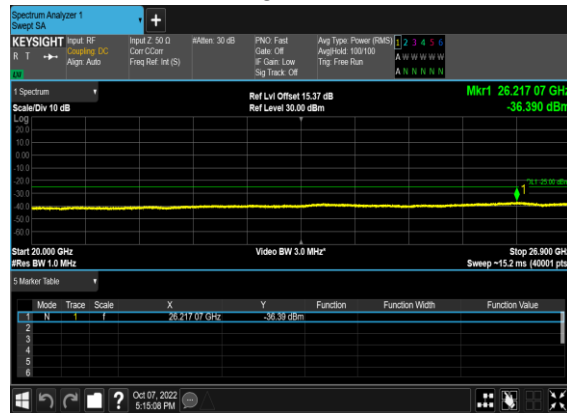 Spectrum Analyzer 1
Swept SA
+
KEYSIGHT Input: RF Input Z: 50 Ω #Atten: 30 dB PNO: Fast Avg Type: Power (RMS) 1 2 3 4 5 6
R T Coupling: DC Corr CCorr Gate: Off Avg|Hold: 100/100 A W W W W W
Align: Auto Freq Ref: Int (S) IF Gain: Low Trig: Free Run
Sig Track: Off A N N N N N
1 Spectrum
Ref Lvl Offset 15.37 dB Mkr1 26.217 07 GHz
Scale/Div 10 dB Ref Level 30.00 dBm -36.390 dBm
Log
20.0
10.0
0.00
-10.0
-20.0
DL1 -25.00 dBm
1
-30.0
-40.0
-50.0
-60.0
Start 20.000 GHz Video BW 3.0 MHz* Stop 26.900 GHz
#Res BW 1.0 MHz Sweep ~15.2 ms (40001 pts
5 Marker Table
Mode Trace Scale X Y Function Function Width Function Value
1 N 1 f 26.217 07 GHz -36.39 dBm
2
3
4
5
6
? Oct 07, 2022
5:15:08 PM